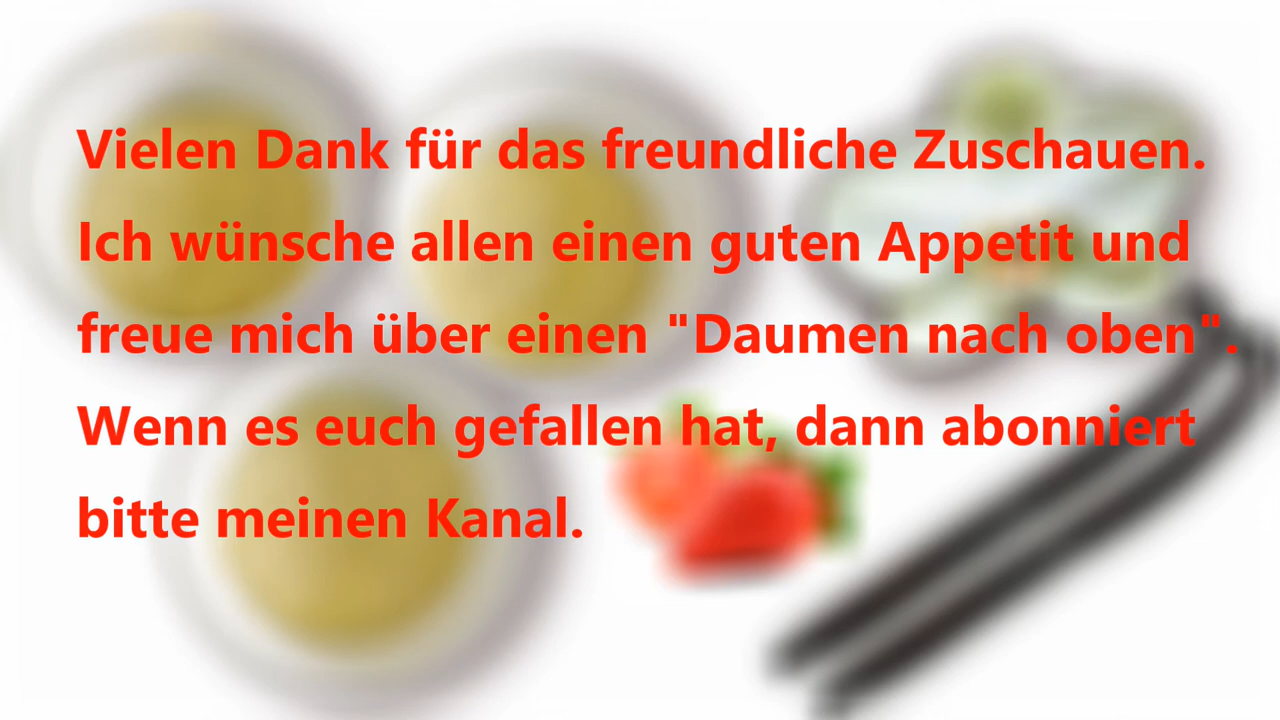 Vielen Dank für das freundliche Zuschauen.
Ich wünsche allen einen guten Appetit und
freue mich über einen "Daumen nach oben".
Wenn es euch gefallen hat, dann abonniert
bitte meinen Kanal.